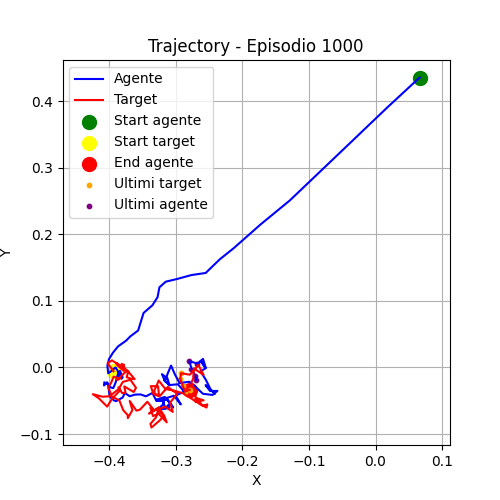 Trajectory - Episodio 1000
Agente
Target
Start agente
Start target
End agente
Ultimi target
Ultimi agente
Y
0.4
0.3
0.2
0.1
0.0
−0.1
−0.4 −0.3 −0.2 −0.1 0.0 0.1
X